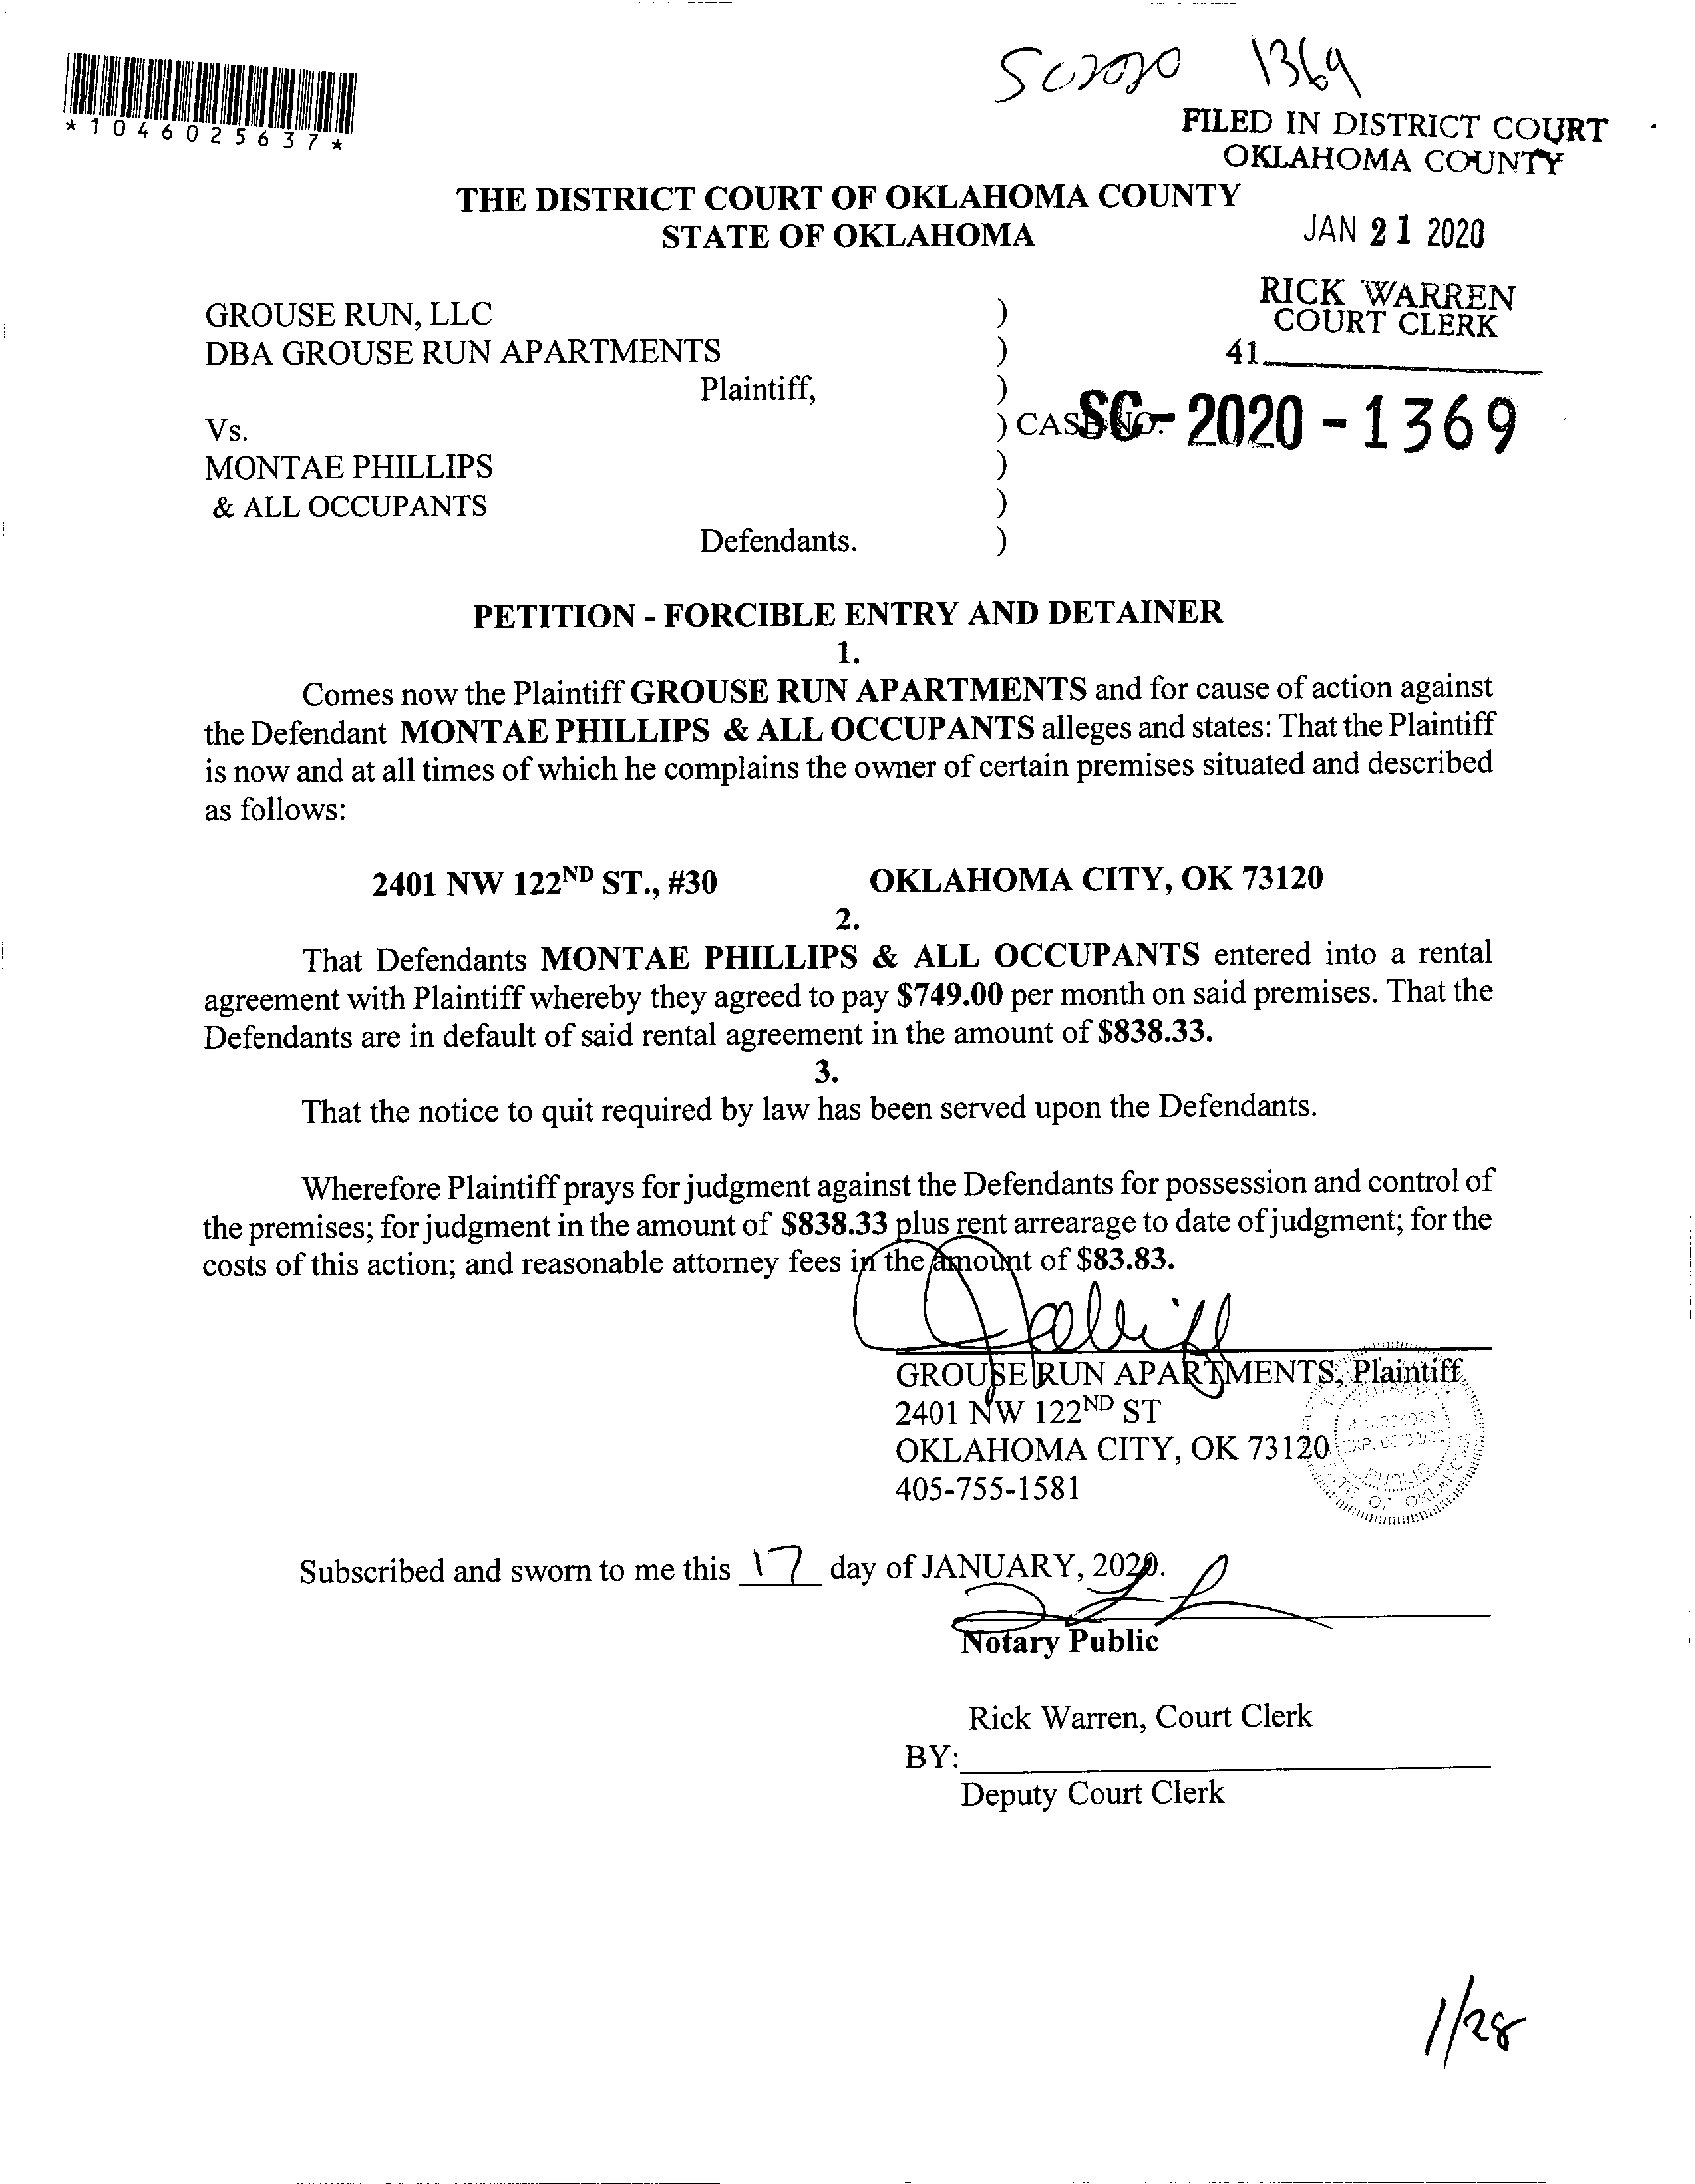 SC2020 1369
*1046025637*
FILED IN DISTRICT COURT
OKLAHOMA COUNTY
THE DISTRICT COURT OF OKLAHOMA COUNTY
STATE OF OKLAHOMA
JAN 21 2020
RICK WARREN
COURT CLERK
41
GROUSE RUN, LLC )
DBA GROUSE RUN APARTMENTS )
Plaintiff, )
Vs. ) CASE NO. SC-2020-1369
MONTAE PHILLIPS )
& ALL OCCUPANTS )
Defendants. )
PETITION - FORCIBLE ENTRY AND DETAINER
1.
Comes now the Plaintiff GROUSE RUN APARTMENTS and for cause of action against
the Defendant MONTAE PHILLIPS & ALL OCCUPANTS alleges and states: That the Plaintiff
is now and at all times of which he complains the owner of certain premises situated and described
as follows:
2401 NW 122ND ST., #30 OKLAHOMA CITY, OK 73120
2.
That Defendants MONTAE PHILLIPS & ALL OCCUPANTS entered into a rental
agreement with Plaintiff whereby they agreed to pay $749.00 per month on said premises. That the
Defendants are in default of said rental agreement in the amount of $838.33.
3.
That the notice to quit required by law has been served upon the Defendants.
Wherefore Plaintiff prays for judgment against the Defendants for possession and control of
the premises; for judgment in the amount of $838.33 plus rent arrearage to date of judgment; for the
costs of this action; and reasonable attorney fees in the amount of $83.83.
GROUSE RUN APARTMENTS, Plaintiff
2401 NW 122ND ST
OKLAHOMA CITY, OK 73120
405-755-1581
PUBLIC
OF
Subscribed and sworn to me this 17 day of JANUARY, 2020.
Notary Public
Rick Warren, Court Clerk
BY:
Deputy Court Clerk
1/28